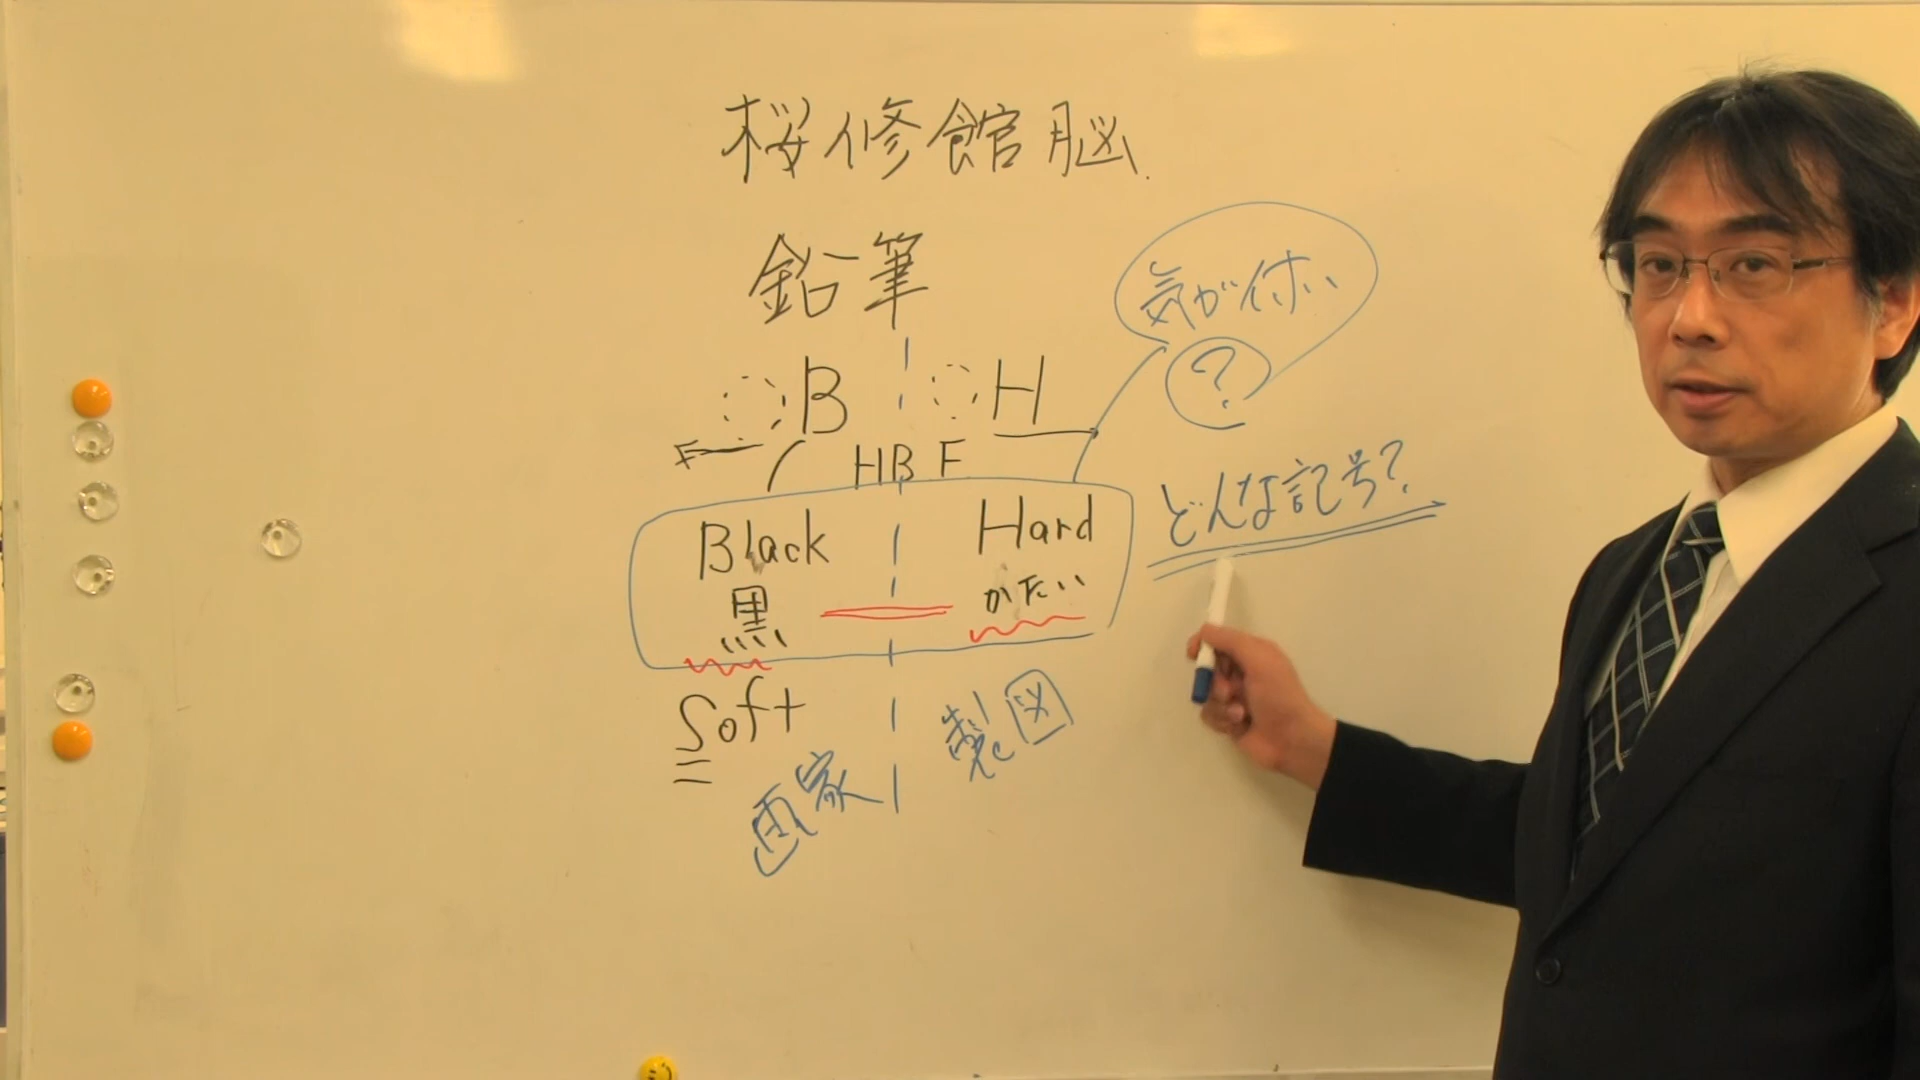 桜修館脳
鉛筆
B H
HB F
F
気が付
?
どんな記号?
Black Hard
黒 かたい
Soft
画家 製図